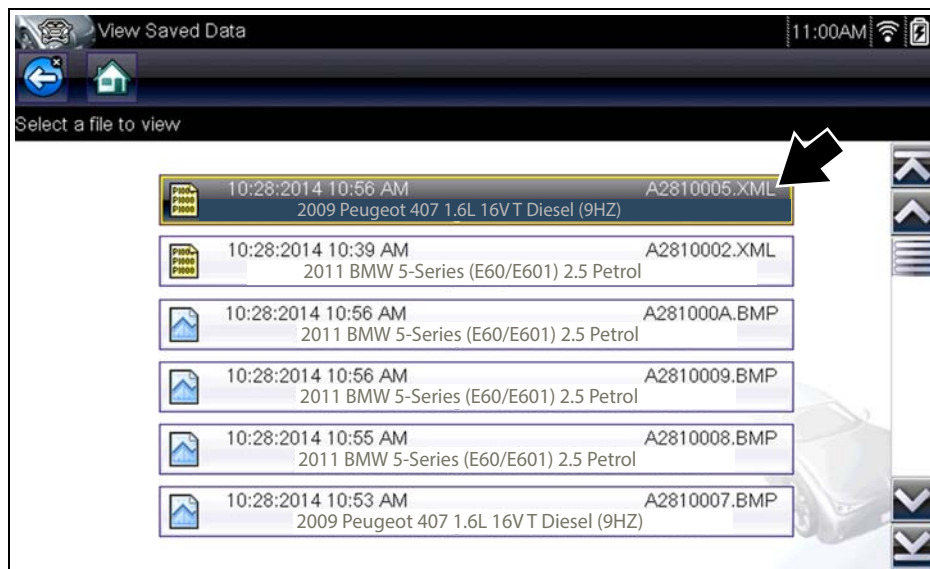 View Saved Data 11:00AM
Select a file to view
10:28:2014 10:56 AM A2810005.XML
2009 Peugeot 407 1.6L 16V T Diesel (9HZ)
10:28:2014 10:39 AM A2810002.XML
2011 BMW 5-Series (E60/E601) 2.5 Petrol
10:28:2014 10:56 AM A281000A.BMP
2011 BMW 5-Series (E60/E601) 2.5 Petrol
10:28:2014 10:56 AM A2810009.BMP
2011 BMW 5-Series (E60/E601) 2.5 Petrol
10:28:2014 10:55 AM A2810008.BMP
2011 BMW 5-Series (E60/E601) 2.5 Petrol
10:28:2014 10:53 AM A2810007.BMP
2009 Peugeot 407 1.6L 16V T Diesel (9HZ)